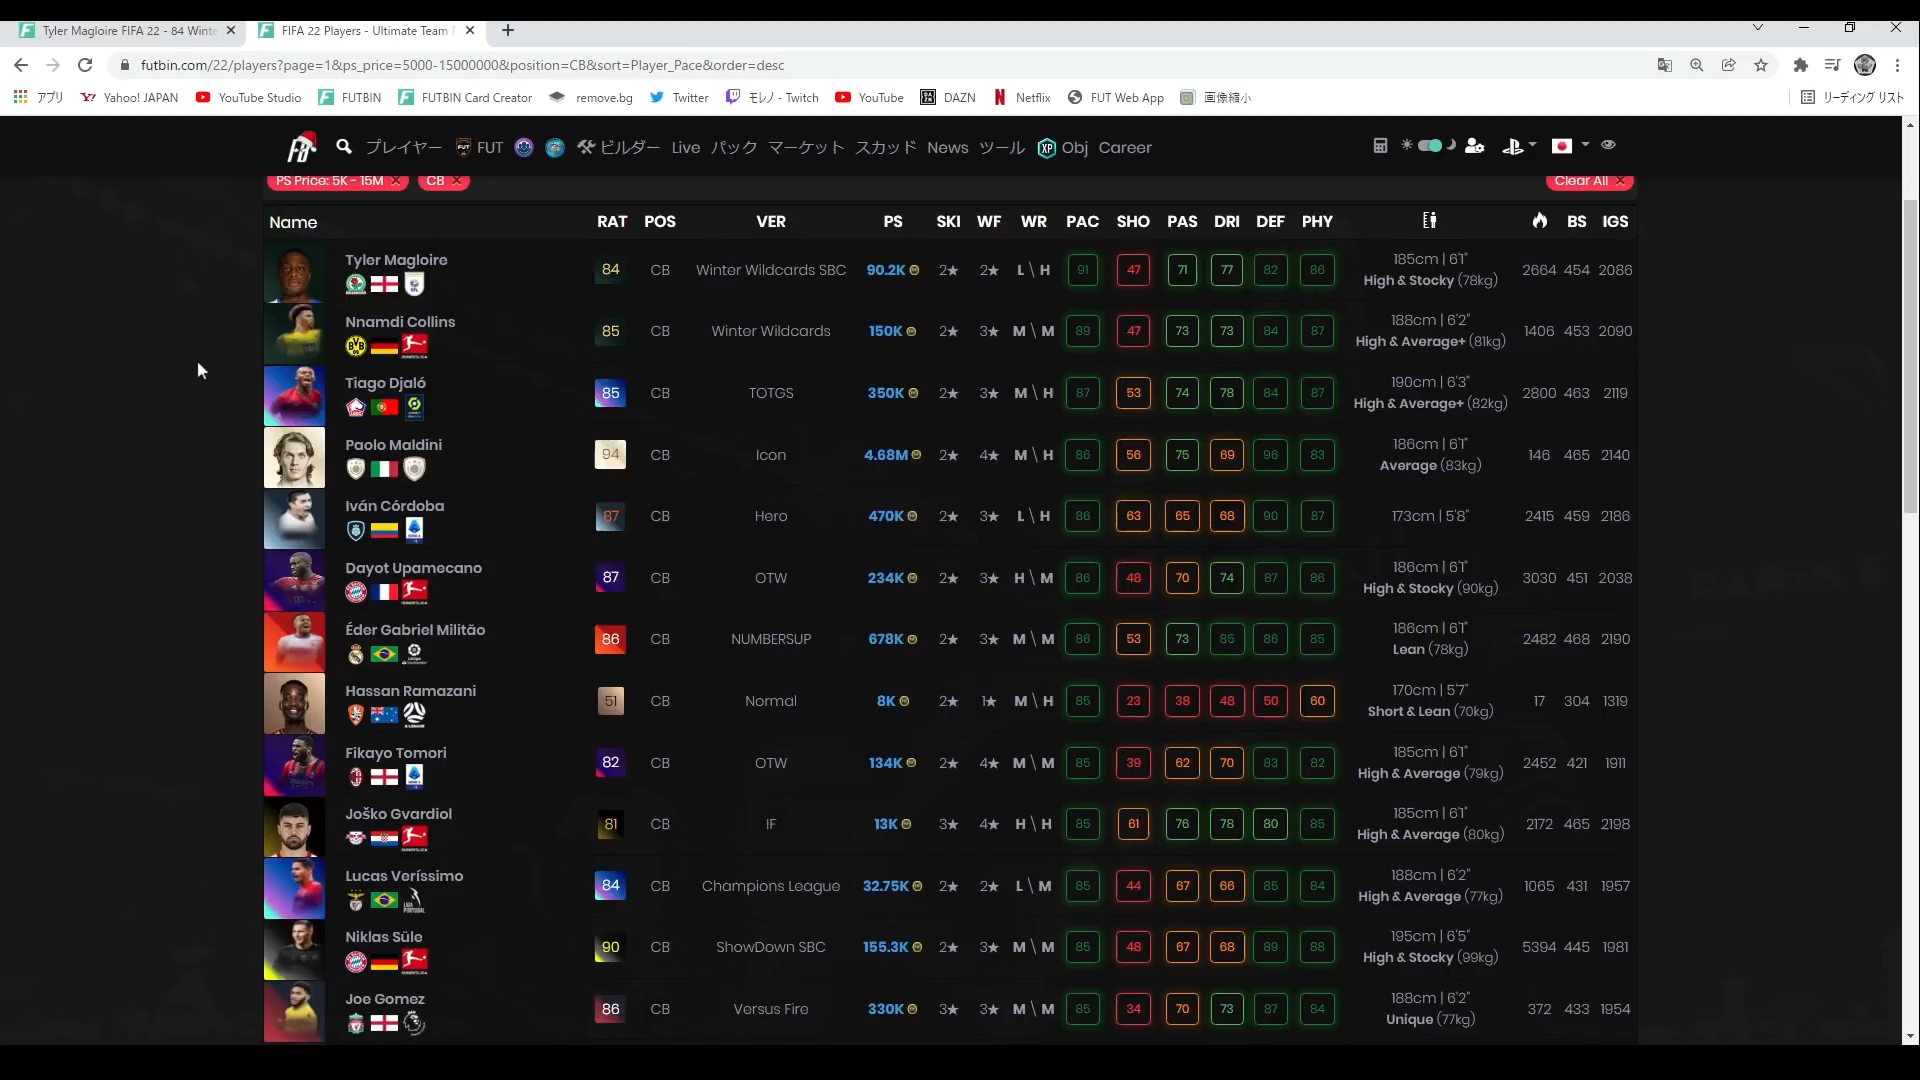 Tyler Magloire FIFA 22 - 84 Winte
FIFA 22 Players - Ultimate Team
futbin.com/22/players?page=1&ps_price=5000-15000000&position=CB&sort=Player_Pace&order=desc
アプリ Yahoo! JAPAN YouTube Studio FUTBIN FUTBIN Card Creator remove.bg Twitter モレノ - Twitch YouTube DAZN Netflix FUT Web App 画像縮小 リーディング リスト
プレイヤー FUT ビルダー Live パック マーケット スカッド News ツール XP Obj Career
PS Price: 5K - 15M CB Clear All
Name RAT POS VER PS SKI WF WR PAC SHO PAS DRI DEF PHY BS IGS
Tyler Magloire 84 CB Winter Wildcards SBC 90.2K 2★ 2★ L \ H 91 47 71 77 82 86 185cm | 6'1" High & Stocky (78kg) 2664 454 2086
Nnamdi Collins 85 CB Winter Wildcards 150K 2★ 3★ M \ M 89 47 73 73 84 87 188cm | 6'2" High & Average+ (81kg) 1406 453 2090
Tiago Djaló 85 CB TOTGS 350K 2★ 3★ M \ H 87 53 74 78 84 87 190cm | 6'3" High & Average+ (82kg) 2800 463 2119
Paolo Maldini 94 CB Icon 4.68M 2★ 4★ M \ H 86 56 75 69 96 83 186cm | 6'1" Average (83kg) 146 465 2140
Iván Córdoba 87 CB Hero 470K 2★ 3★ L \ H 86 63 65 68 90 87 173cm | 5'8" 2415 459 2186
Dayot Upamecano 87 CB OTW 234K 2★ 3★ H \ M 86 48 70 74 87 86 186cm | 6'1" High & Stocky (90kg) 3030 451 2038
Éder Gabriel Militão 86 CB NUMBERSUP 678K 2★ 3★ M \ M 86 53 73 85 86 85 186cm | 6'1" Lean (78kg) 2482 468 2190
Hassan Ramazani 51 CB Normal 8K 2★ 1★ M \ H 85 23 38 48 50 60 170cm | 5'7" Short & Lean (70kg) 17 304 1319
Fikayo Tomori 82 CB OTW 134K 2★ 4★ M \ M 85 39 62 70 83 82 185cm | 6'1" High & Average (79kg) 2452 421 1911
Joško Gvardiol 81 CB IF 13K 3★ 4★ H \ H 85 61 76 78 80 85 185cm | 6'1" High & Average (80kg) 2172 465 2198
Lucas Veríssimo 84 CB Champions League 32.75K 2★ 2★ L \ M 85 44 67 66 85 84 188cm | 6'2" High & Average (77kg) 1065 431 1957
Niklas Süle 90 CB ShowDown SBC 155.3K 2★ 3★ M \ M 85 48 67 68 89 88 195cm | 6'5" High & Stocky (99kg) 5394 445 1981
Joe Gomez 86 CB Versus Fire 330K 3★ 3★ M \ M 85 34 70 73 87 84 188cm | 6'2" Unique (77kg) 372 433 1954